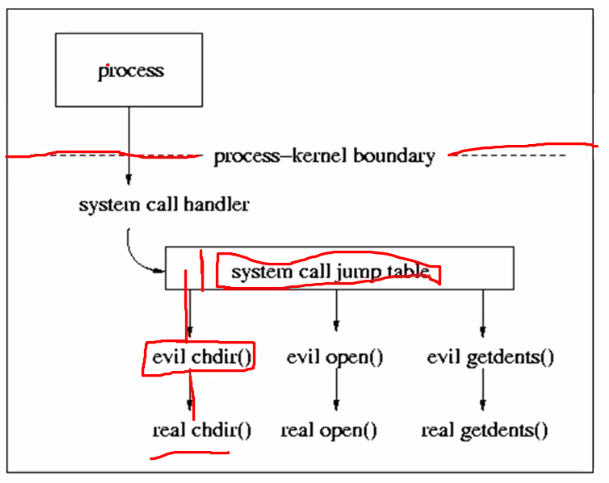 process
process–kernel boundary
system call handler
system call jump table
evil chdir() evil open() evil getdents()
real chdir() real open() real getdents()